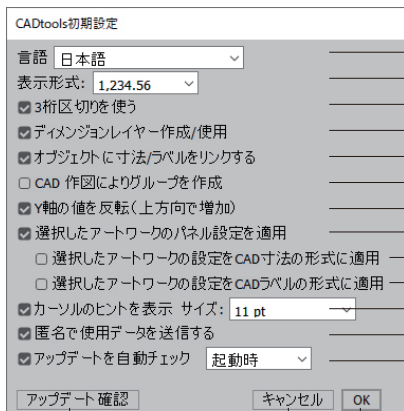 CADtools初期設定
言語 日本語
表示形式: 1,234.56
3桁区切りを使う
ディメンションレイヤー作成/使用
オブジェクトに寸法/ラベルをリンクする
CAD 作図によりグループを作成
Y軸の値を反転(上方向で増加)
選択したアートワークのパネル設定を適用
選択したアートワークの設定をCAD寸法の形式に適用
選択したアートワークの設定をCADラベルの形式に適用
カーソルのヒントを表示 サイズ: 11 pt
匿名で使用データを送信する
アップデートを自動チェック 起動時
アップデート確認 キャンセル OK